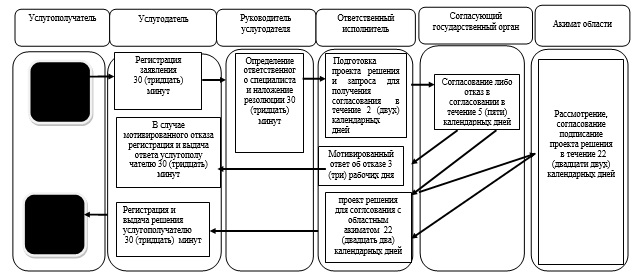 Услугополучатель
Услугодатель
Руководитель
услугодателя
Ответственный
исполнитель
Согласующий
государственный орган
Акимат области
Регистрация
заявления
30 (тридцать)
минут
Определение
ответственног
о специалиста
и наложение
резолюции 30
(тридцать)
минут
Подготовка
проекта решения
и запроса для
получения
согласования в
течение 2 (двух)
календарных
дней
Согласование либо
отказ в
согласовании в
течение 5 (пяти)
календарных дней
Рассмотрение,
согласование
подписание
проекта решения
в течение 22
(двадцати двух)
календарных дней
В случае
мотивированного отказа
регистрация и выдача
ответа услугополу
чателю 30 (тридцать)
минут
Мотивированный
ответ об отказе 3
(три) рабочих дня
проект решения
для соглсования с
областным
акиматом 22
(двадцать два)
календарных дней
Регистрация и
выдача решения
услугополучателю
30 (тридцать) минут